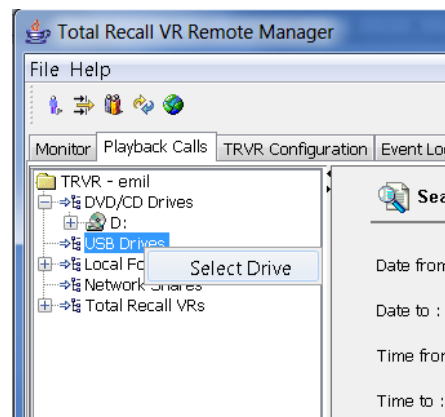 Total Recall VR Remote Manager
File Help
Monitor Playback Calls TRVR Configuration Event Lo
TRVR - emil
DVD/CD Drives
D:
USB Drives
Select Drive
Local Fo
Network Shares
Total Recall VRs
Sea
Date from
Date to :
Time fror
Time to :